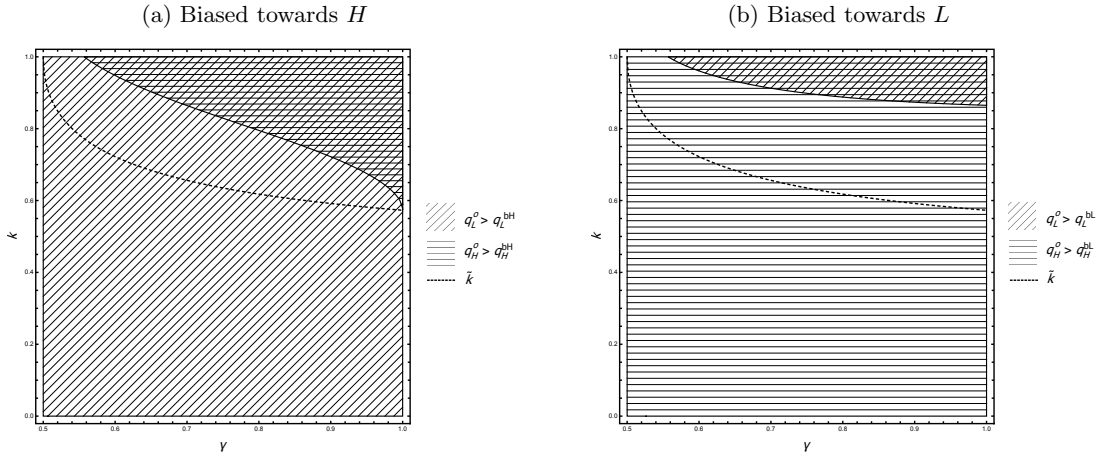 (a) Biased towards H
(b) Biased towards L
1.0
0.8
0.6
0.4
0.2
0.0
k
0.5
0.6
0.7
0.8
0.9
1.0
γ
q_L^o > q_L^bH
q_H^o > q_H^bH
k̃
1.0
0.8
0.6
0.4
0.2
0.0
k
0.5
0.6
0.7
0.8
0.9
1.0
γ
q_L^o > q_L^bL
q_H^o > q_H^bL
k̃